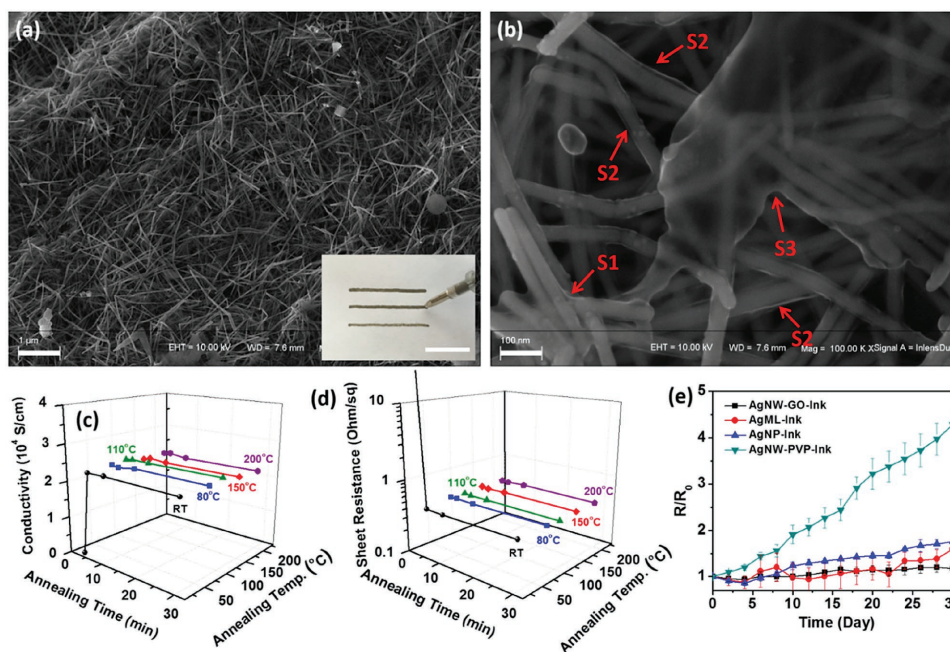 (a)
1 µm
EHT = 10.00 kV WD = 7.6 mm
(b)
S2
S2
S3
S1
S2
100 nm
EHT = 10.00 kV WD = 7.6 mm Mag = 100.00 K X Signal A = InlensDu
(c)
Conductivity (10⁴ S/cm)
4
3
2
1
0
110°C
200°C
150°C
80°C
RT
0
10
20
30
Annealing Time (min)
50
100
150
200
Annealing Temp. (°C)
(d)
Sheet Resistance (Ohm/sq)
10
1
0.1
110°C
200°C
150°C
80°C
RT
0
10
20
30
Annealing Time (min)
50
100
150
200
Annealing Temp. (°C)
(e)
AgNW-GO-Ink
AgML-Ink
AgNP-Ink
AgNW-PVP-Ink
R/R₀
5
4
3
2
1
0
0 5 10 15 20 25 30
Time (Day)